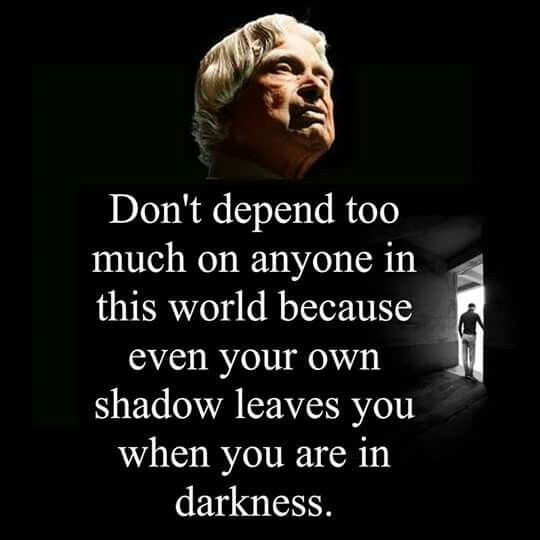 Don't depend too
much on anyone in
this world because
even your own
shadow leaves you
when you are in
darkness.